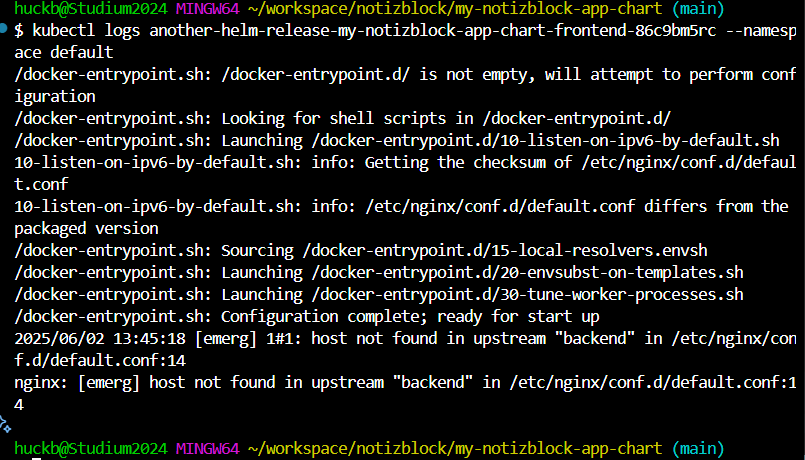 huckb@Studium2024 MINGW64 ~/workspace/notizblock/my-notizblock-app-chart (main)
$ kubectl logs another-helm-release-my-notizblock-app-chart-frontend-86c9bm5rc --namesp
ace default
/docker-entrypoint.sh: /docker-entrypoint.d/ is not empty, will attempt to perform conf
iguration
/docker-entrypoint.sh: Looking for shell scripts in /docker-entrypoint.d/
/docker-entrypoint.sh: Launching /docker-entrypoint.d/10-listen-on-ipv6-by-default.sh
10-listen-on-ipv6-by-default.sh: info: Getting the checksum of /etc/nginx/conf.d/defaul
t.conf
10-listen-on-ipv6-by-default.sh: info: /etc/nginx/conf.d/default.conf differs from the
packaged version
/docker-entrypoint.sh: Sourcing /docker-entrypoint.d/15-local-resolvers.envsh
/docker-entrypoint.sh: Launching /docker-entrypoint.d/20-envsubst-on-templates.sh
/docker-entrypoint.sh: Launching /docker-entrypoint.d/30-tune-worker-processes.sh
/docker-entrypoint.sh: Configuration complete; ready for start up
2025/06/02 13:45:18 [emerg] 1#1: host not found in upstream "backend" in /etc/nginx/con
f.d/default.conf:14
nginx: [emerg] host not found in upstream "backend" in /etc/nginx/conf.d/default.conf:1
4
huckb@Studium2024 MINGW64 ~/workspace/notizblock/my-notizblock-app-chart (main)